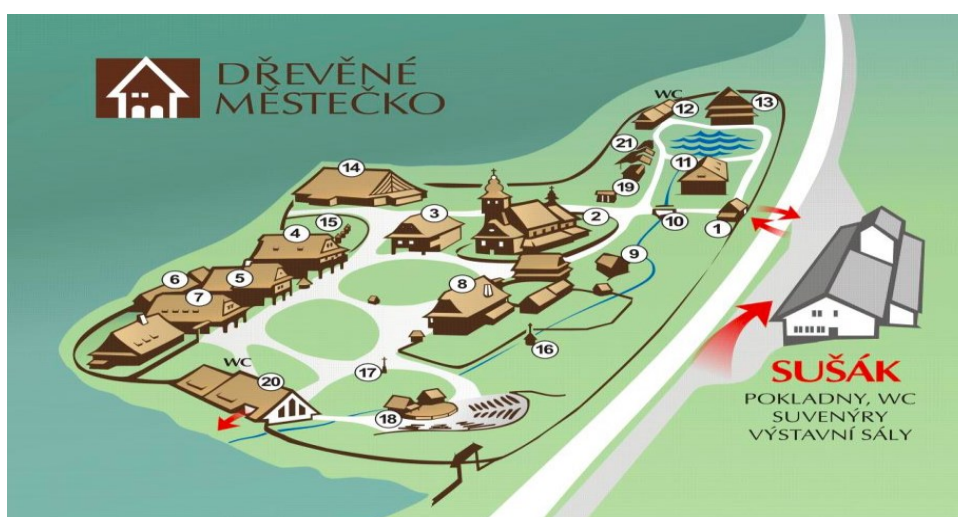 DŘEVĚNÉ
MĚSTEČKO
WC
12
13
21
11
14
19
3
2
10
1
15
4
9
6
5
8
7
16
WC
17
20
18
SUŠÁK
POKLADNY, WC
SUVENÝRY
VÝSTAVNÍ SÁLY